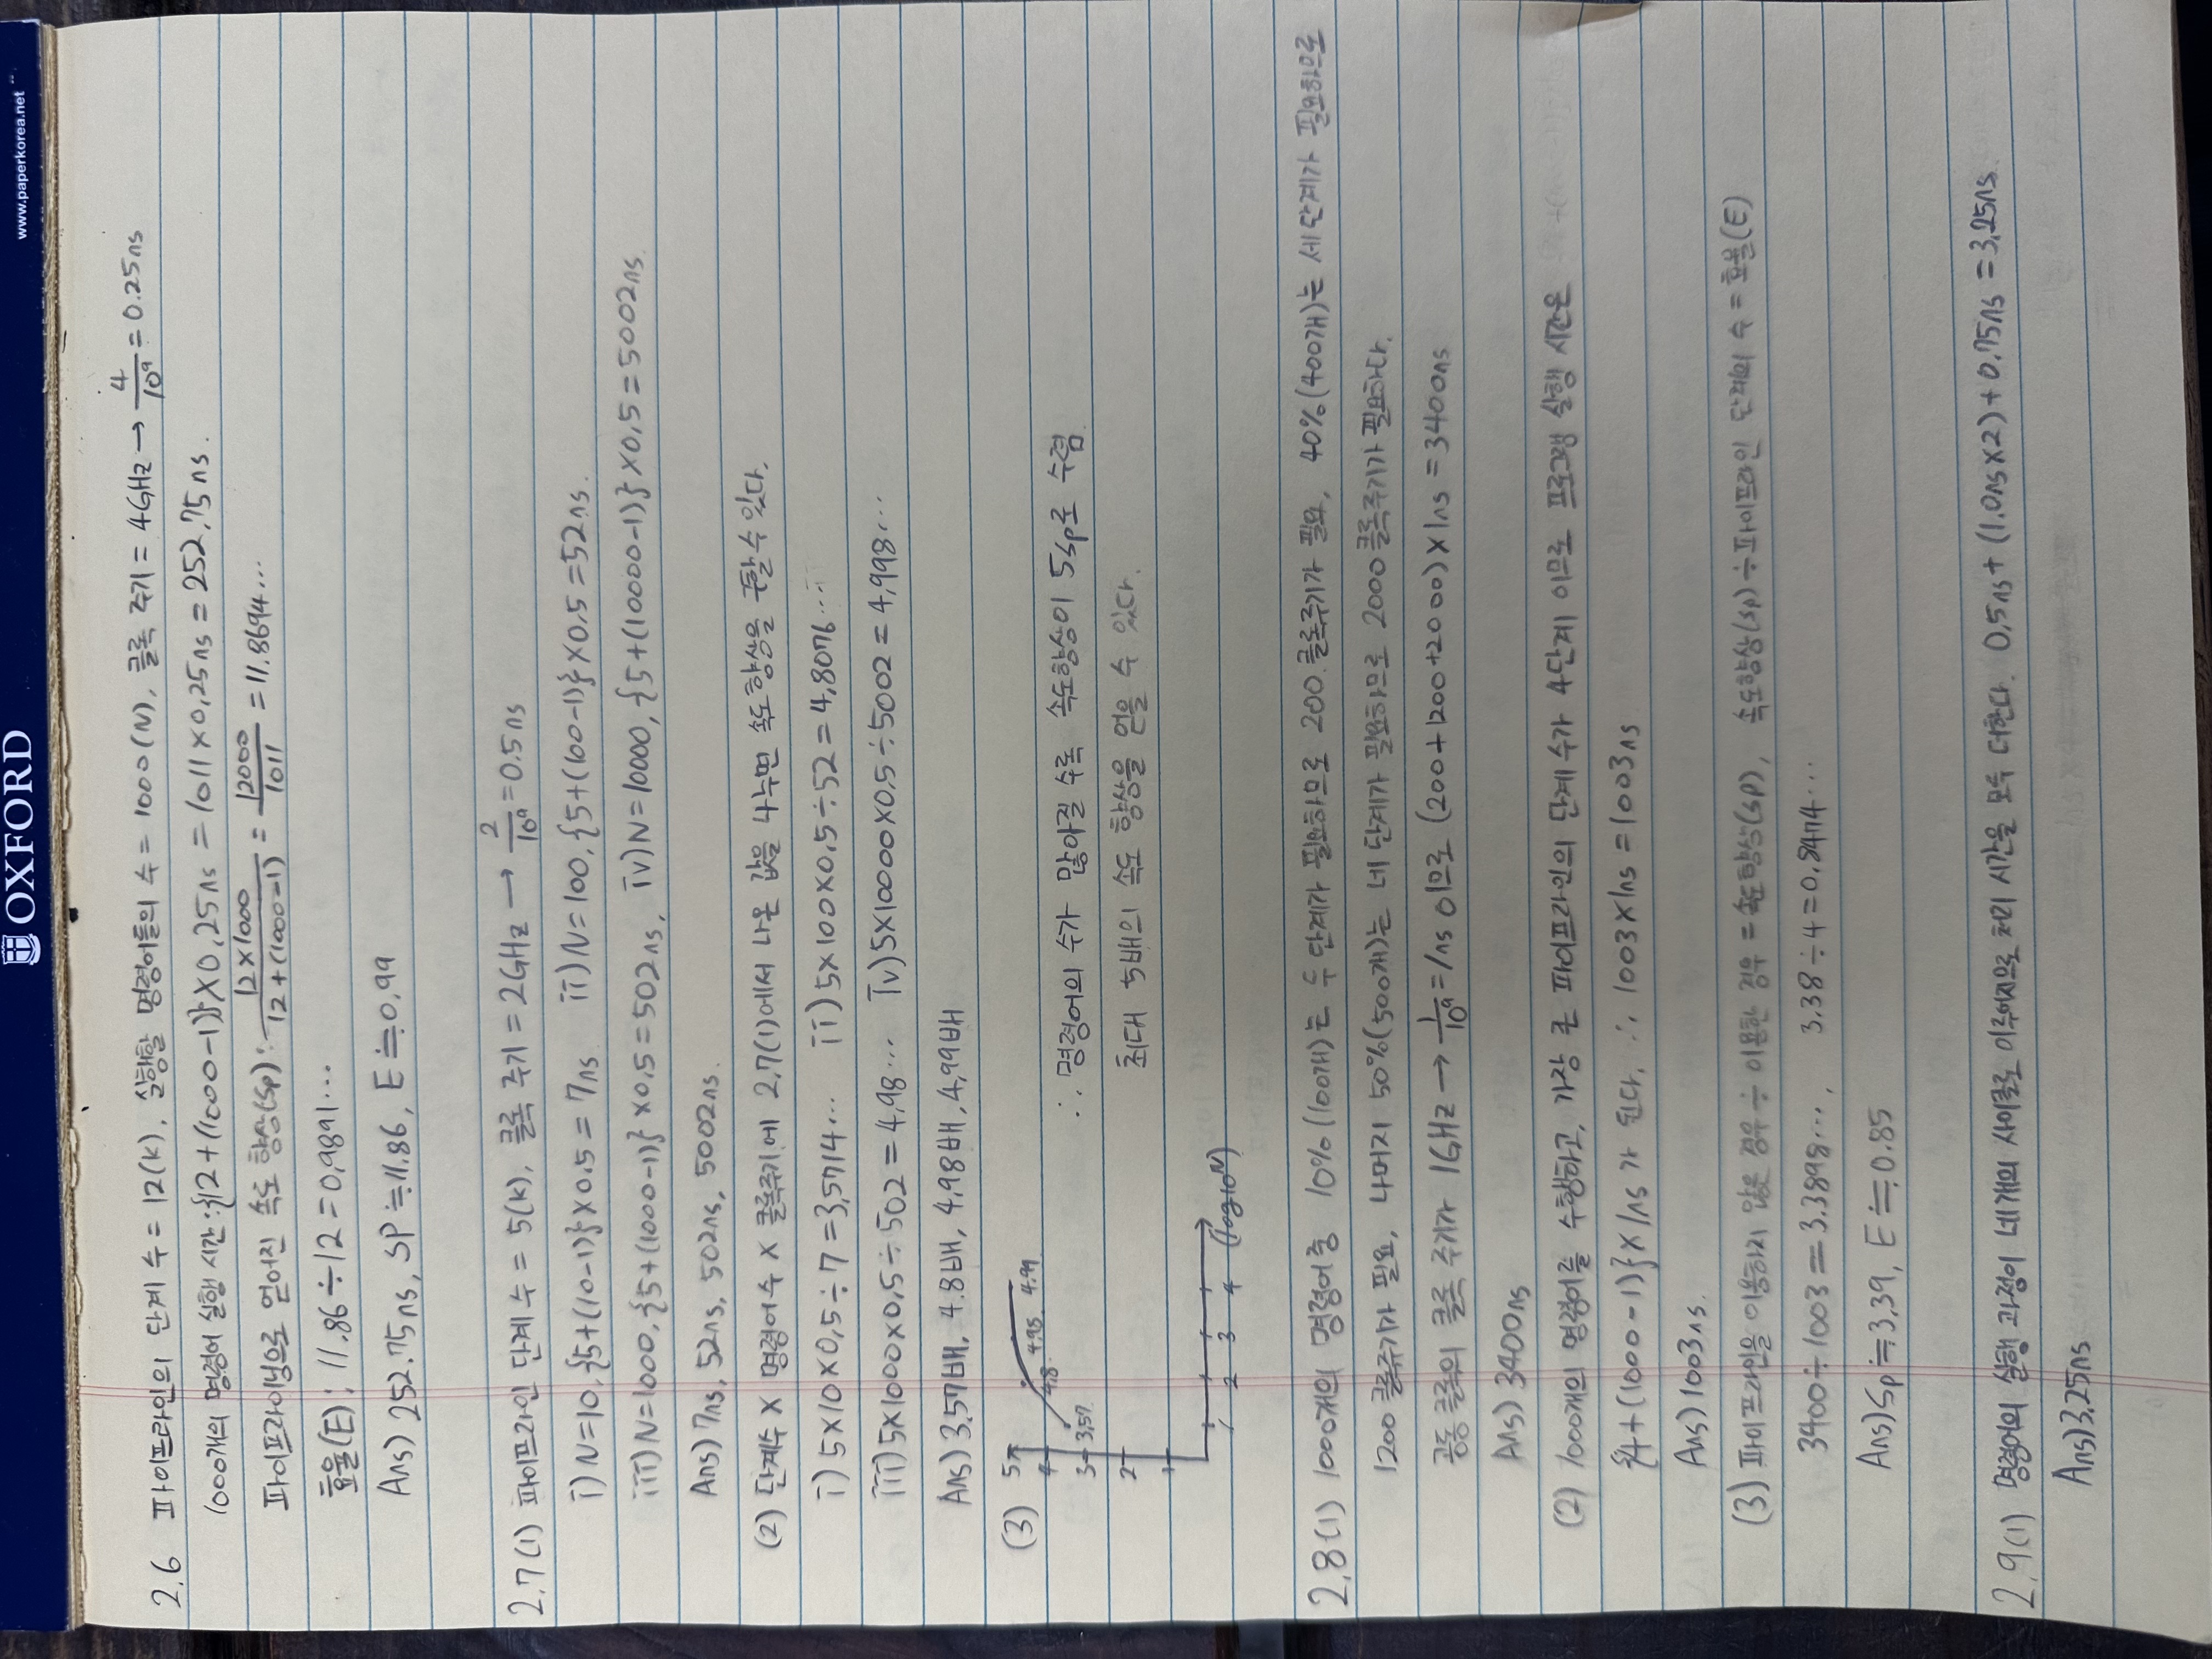 OXFORD
www.paperkorea.net
2.6 파이프라인의 단계 수 = 12(K), 실행할 명령어들의 수 = 1000(N), 클록 주기 = 4GHz → 4/10⁹ = 0.25ns
1000개의 명령어 실행 시간: {12+(1000-1)}×0.25ns = 1011×0.25ns = 252.75ns.
파이프라이닝으로 얻어진 속도 향상(Sp): 12×1000/12+(1000-1) = 12000/1011 = 11.8694…
효율(E): 11.86÷12 = 0.9891…
Ans) 252.75ns, SP≒11.86, E≒0.99
2.7(1) 파이프라인 단계 수 = 5(K), 클록 주기 = 2GHz → 2/10⁹ = 0.5ns
i) N=10, {5+(10-1)}×0.5 = 7ns ii) N=100, {5+(100-1)}×0.5 = 52ns.
iii) N=1000, {5+(1000-1)}×0.5 = 502ns, iv) N=10000, {5+(10000-1)}×0.5 = 5002ns.
Ans) 7ns, 52ns, 502ns, 5002ns.
(2) 단계수 × 명령어 수 × 클록주기에 2.7(1)에서 나온 값을 나누면 속도향상을 구할 수 있다.
i) 5×10×0.5÷7 = 3.5714… ii) 5×100×0.5÷52 = 4.8076…
iii) 5×1000×0.5÷502 = 4.98… iv) 5×10000×0.5÷5002 = 4.998…
Ans) 3.57배, 4.8배, 4.98배, 4.99배
(3) 5
4.98 4.99
4 4.8
∴ 명령어의 수가 많아질 수록 속도향상이 5Sp로 수렴
3 3.57
2 최대 5배의 속도 향상을 얻을 수 있다.
1
1 2 3 4 (log10ᴺ)
2.8(1) 1000개의 명령어 중 10%(100개)는 두 단계가 필요하므로 200 클록주기가 필요, 40%(400개)는 세 단계가 필요하므로
1200 클록주기가 필요, 나머지 50%(500개)는 네 단계가 필요하므로 2000 클록주기가 필요하다.
공동 클록의 클록 주기가 1GHz → 1/10⁹ = 1ns 이므로 (200+1200+2000)×1ns = 3400ns
Ans) 3400ns
(2) 1000개의 명령어를 수행하고, 가장 큰 파이프라인의 단계 수가 4단계 이므로 프로그램 실행 시간은
{4+(1000-1)}×1ns 가 된다. ∴ 1003×1ns = 1003ns
Ans) 1003ns.
(3) 파이프라인을 이용하지 않은 경우 ÷ 이용한 경우 = 속도향상(Sp), 속도향상(Sp)÷파이프라인 단계의 수 = 효율(E)
3400÷1003 = 3.3898…, 3.38÷4 = 0.8474…
Ans) Sp≒3.39, E≒0.85
2.9(1) 명령어의 실행 과정이 네개의 사이클로 이루어지므로 처리 시간을 모두 더한다. 0.5ns+(1.0ns×2)+0.75ns = 3.25ns.
Ans) 3.25ns